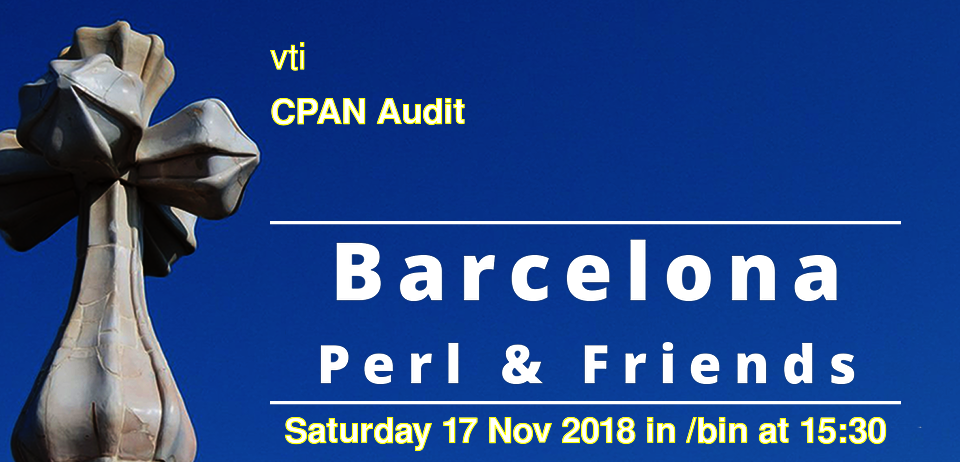 vti
CPAN Audit
Barcelona
Perl & Friends
Saturday 17 Nov 2018 in /bin at 15:30